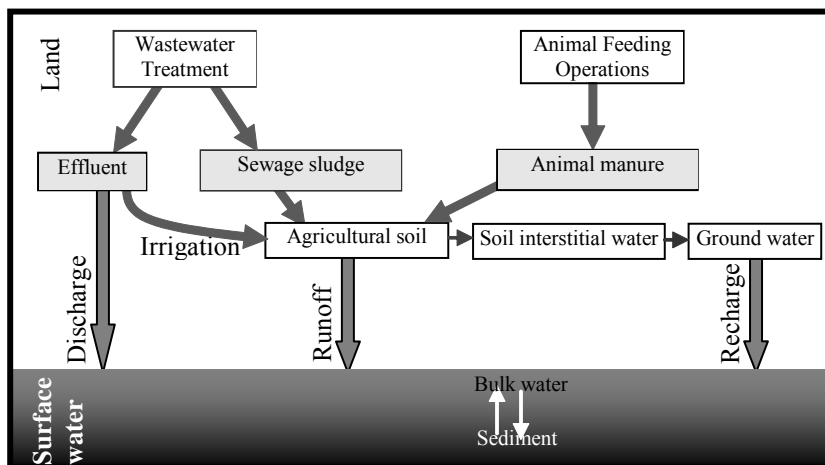 Land
Wastewater
Treatment
Animal Feeding
Operations
Effluent
Sewage sludge
Animal manure
Irrigation
Agricultural soil
Soil interstitial water
Ground water
Discharge
Runoff
Recharge
Surface
water
Bulk water
Sediment